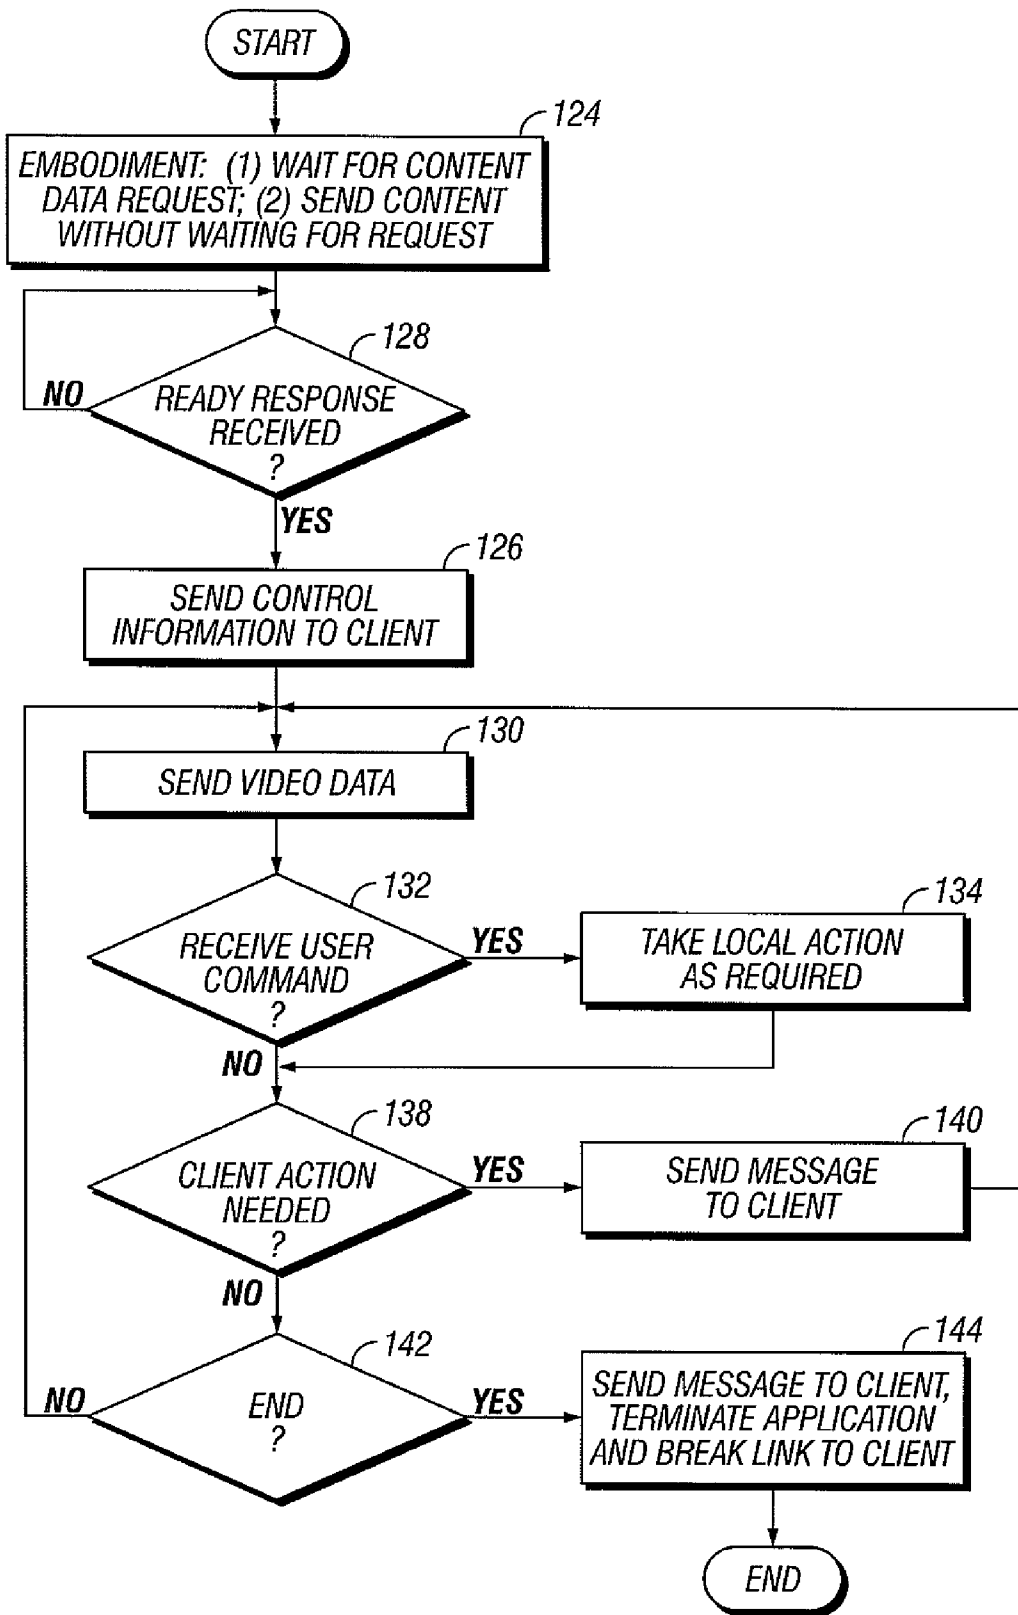 START
124
EMBODIMENT: (1) WAIT FOR CONTENT
DATA REQUEST; (2) SEND CONTENT
WITHOUT WAITING FOR REQUEST
128
NO
READY RESPONSE
RECEIVED
?
YES
126
SEND CONTROL
INFORMATION TO CLIENT
130
SEND VIDEO DATA
132
RECEIVE USER
COMMAND
?
YES
134
TAKE LOCAL ACTION
AS REQUIRED
NO
138
CLIENT ACTION
NEEDED
?
YES
140
SEND MESSAGE
TO CLIENT
NO
142
NO
END
?
YES
144
SEND MESSAGE TO CLIENT,
TERMINATE APPLICATION
AND BREAK LINK TO CLIENT
END